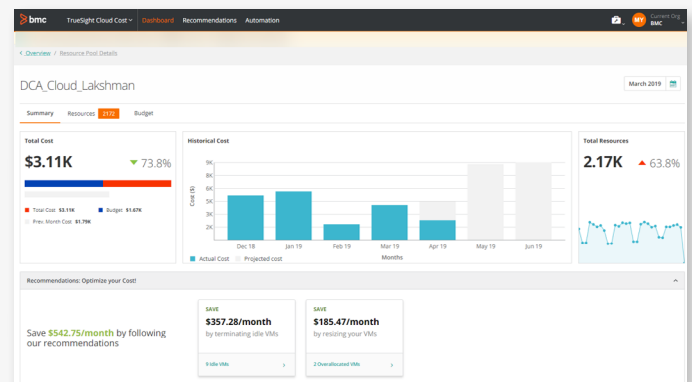 bmc TrueSight Cloud Cost Dashboard Recommendations Automation MY Current Org
BMC
< Overview / Resource Pool Details
DCA_Cloud_Lakshman March 2019
Summary Resources 2172 Budget
Total Cost
$3.11K 73.8%
Total Cost $3.11K Budget $1.67K
Prev. Month Cost $1.79K
Historical Cost
Cost ($)
9K
8K
6K
5K
3K
2K
Dec 18 Jan 19 Feb 19 Mar 19 Apr 19 May 19 Jun 19
Months
Actual Cost Projected cost
Total Resources
2.17K 63.8%
Recommendations: Optimize your Cost!
Save $542.75/month by following
our recommendations
SAVE
$357.28/month
by terminating idle VMs
9 Idle VMs >
SAVE
$185.47/month
by resizing your VMs
2 Overallocated VMs >